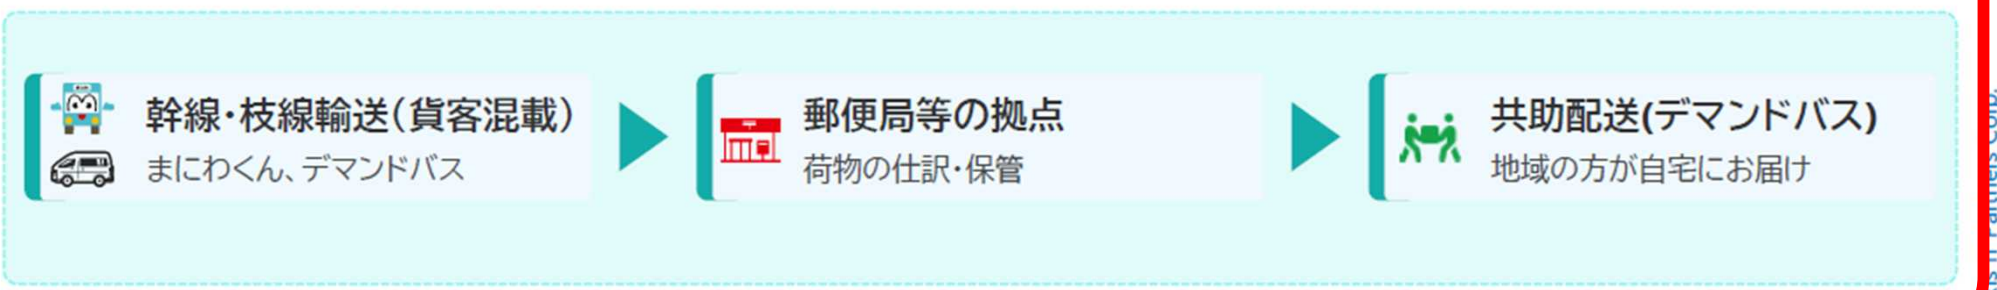 幹線・枝線輸送(貨客混載)
まにわくん、デマンドバス
郵便局等の拠点
荷物の仕訳・保管
共助配送(デマンドバス)
地域の方が自宅にお届け